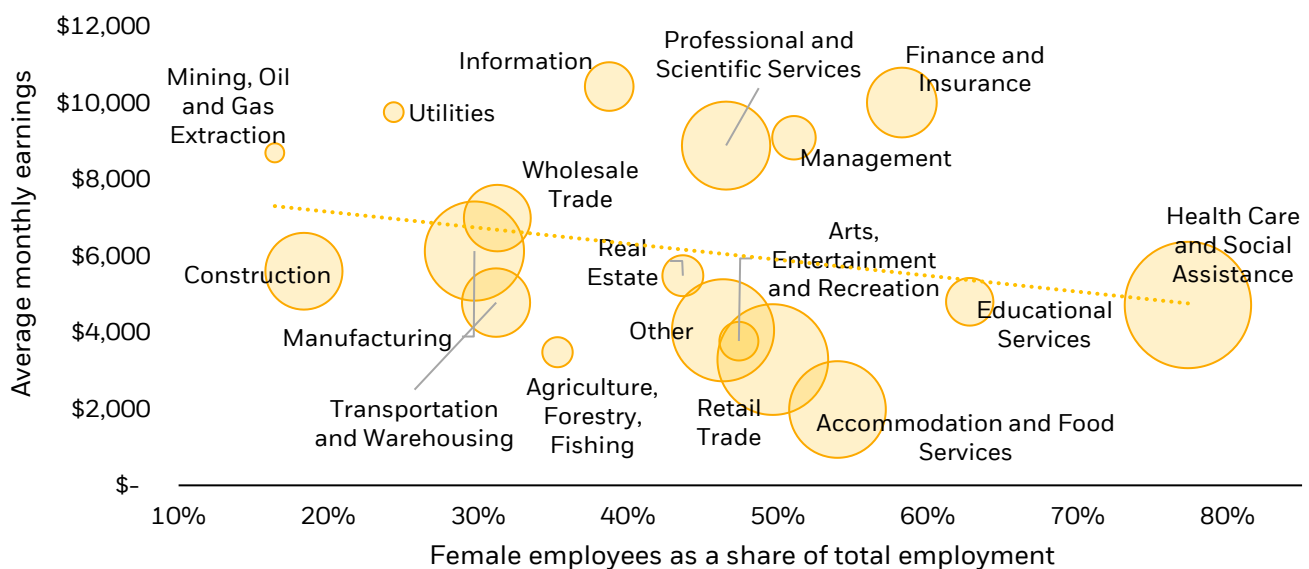 $12,000
$10,000
$8,000
$6,000
$4,000
$2,000
$-
Average monthly earnings
Mining, Oil
and Gas
Extraction
Utilities
Information
Professional and
Scientific Services
Finance and
Insurance
Management
Wholesale
Trade
Construction
Manufacturing
Transportation
and Warehousing
Real
Estate
Arts,
Entertainment
and Recreation
Health Care
and Social
Assistance
Other
Educational
Services
Agriculture,
Forestry,
Fishing
Retail
Trade
Accommodation and Food
Services
10%
20%
30%
40%
50%
60%
70%
80%
Female employees as a share of total employment